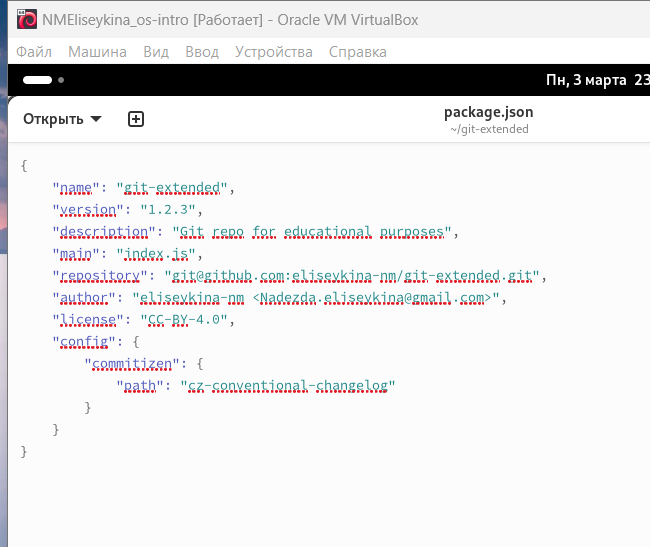 NMEliseykina_os-intro [Работает] - Oracle VM VirtualBox
Файл Машина Вид Ввод Устройства Справка
Пн, 3 марта 23
Открыть package.json
~/git-extended
{
    "name": "git-extended",
    "version": "1.2.3",
    "description": "Git repo for educational purposes",
    "main": "index.js",
    "repository": "git@github.com:eliseykina-nm/git-extended.git",
    "author": "eliseykina-nm <Nadezda.eliseykina@gmail.com>",
    "license": "CC-BY-4.0",
    "config": {
        "commitizen": {
            "path": "cz-conventional-changelog"
        }
    }
}